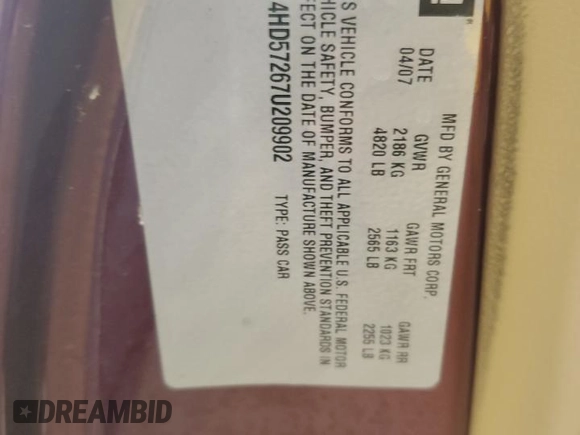 MFD BY GENERAL MOTORS CORP.
DATE GVWR GAWR FRT GAWR RR
04/07 2186 KG 1163 KG 1023 KG
4820 LB 2565 LB 2255 LB
S VEHICLE CONFORMS TO ALL APPLICABLE U.S. FEDERAL MOTOR
HICLE SAFETY, BUMPER, AND THEFT PREVENTION STANDARDS IN
FECT ON THE DATE OF MANUFACTURE SHOWN ABOVE.
4HD57267U209902 TYPE: PASS CAR
DREAMBID